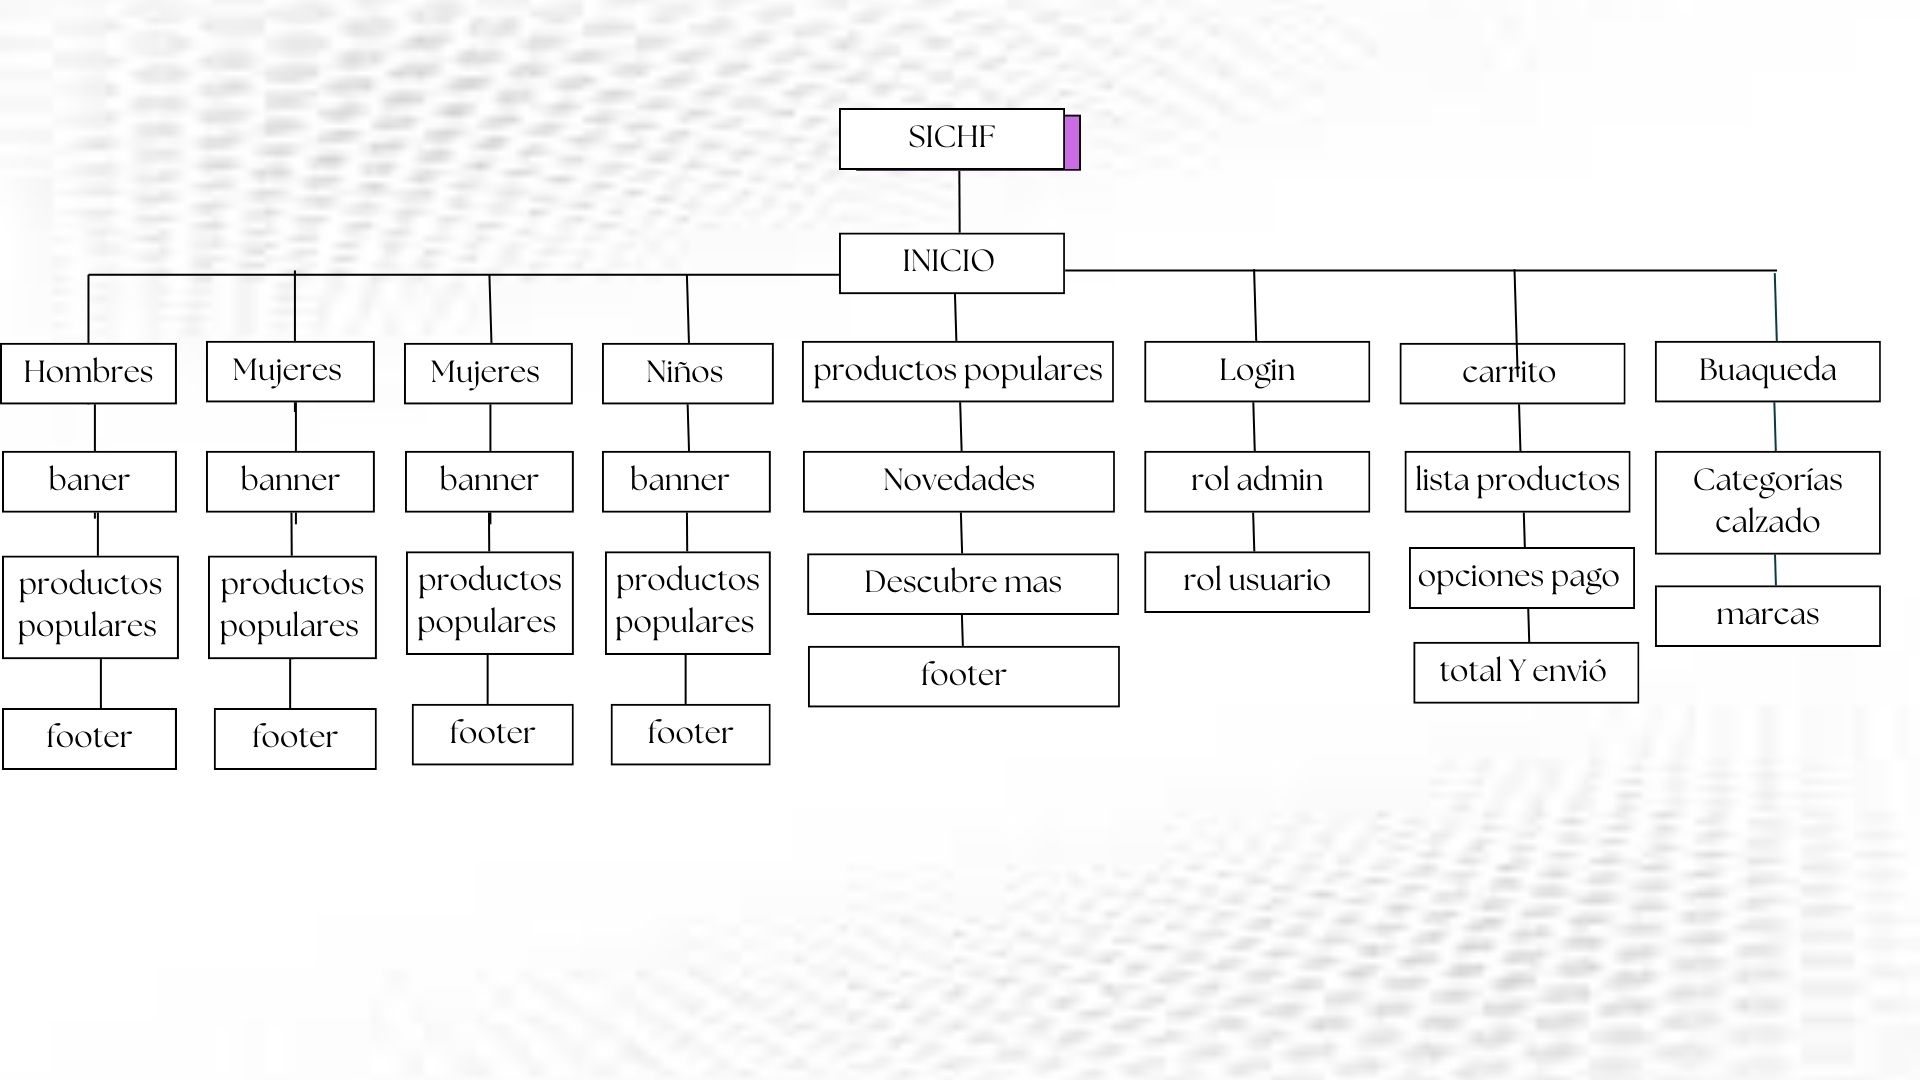 SICHF
INICIO
Hombres
Mujeres
Mujeres
Niños
productos populares
Login
carrito
Buaqueda
baner
banner
banner
banner
Novedades
rol admin
lista productos
Categorías
calzado
productos
populares
productos
populares
productos
populares
productos
populares
Descubre mas
rol usuario
opciones pago
marcas
footer
footer
footer
footer
footer
total Y envió